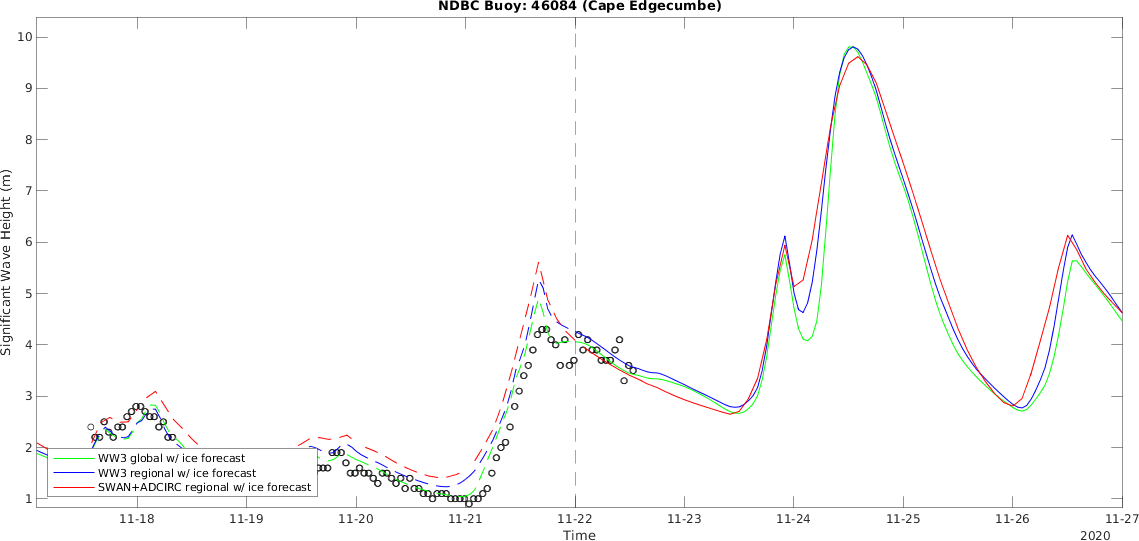 NDBC Buoy: 46084 (Cape Edgecumbe)
10
9
8
7
6
5
4
3
2
1
Significant Wave Height (m)
WW3 global w/ ice forecast
WW3 regional w/ ice forecast
SWAN+ADCIRC regional w/ ice forecast
11-18 11-19 11-20 11-21 11-22 11-23 11-24 11-25 11-26 11-27
Time
2020